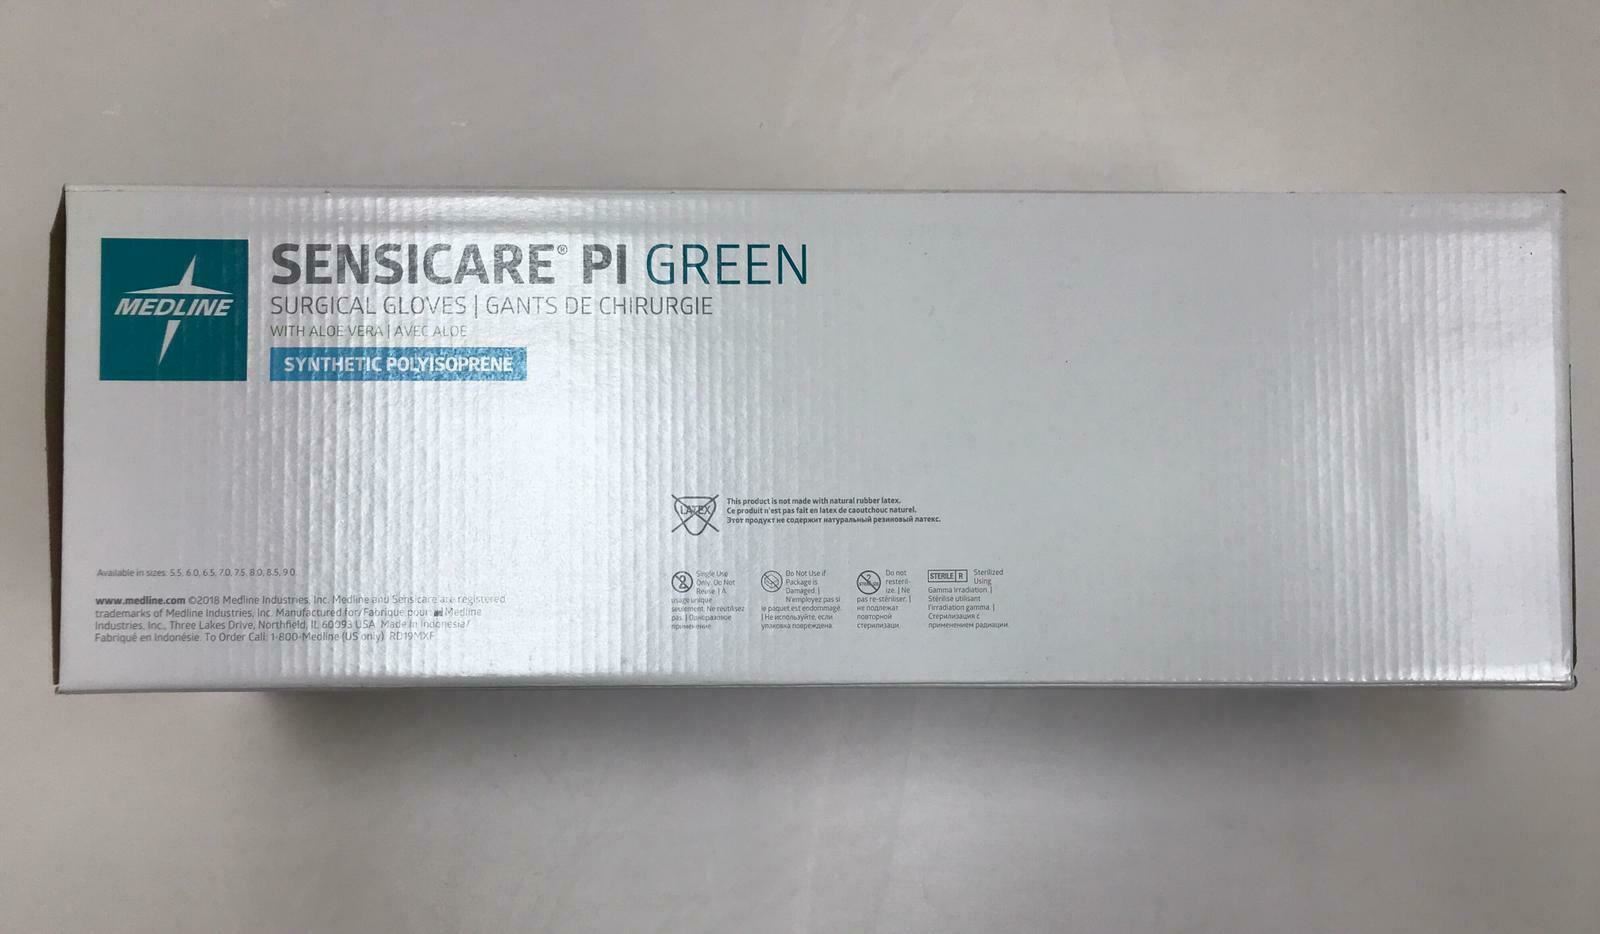 MEDLINE
SENSICARE® PI GREEN
SURGICAL GLOVES | GANTS DE CHIRURGIE
WITH ALOE VERA | AVEC ALOE
SYNTHETIC POLYISOPRENE
LATEX
This product is not made with natural rubber latex.
Ce produit n'est pas fait en latex de caoutchouc naturel.
Этот продукт не содержит натуральный резиновый латекс.
Available in sizes: 5.5, 6.0, 6.5, 7.0, 7.5, 8.0, 8.5, 9.0
www.medline.com ©2018 Medline Industries, Inc. Medline and Sensicare are registered
trademarks of Medline Industries, Inc. Manufactured for/Fabriqué pour: Medline
Industries, Inc., Three Lakes Drive, Northfield, IL 60093 USA Made in Indonesia/
Fabriqué en Indonésie. To Order Call: 1-800-Medline (US only) RD19MXF
2
Single Use
Only. Do Not
Reuse. | À
usage unique
seulement. Ne réutilisez
pas. | Одноразовое
применение
Do Not Use if
Package is
Damaged. |
N'employez pas si
le paquet est endommagé.
| Не используйте, если
упаковка повреждена.
2
STERILIZE
Do not
resteril-
ize. | Ne
pas re-stériliser. |
не подлежат
повторной
стерилизации.
STERILE R
Sterilized
Using
Gamma Irradiation. |
Stérilisé utilisant
l'irradiation gamma. |
Стерилизация с
применением радиации.